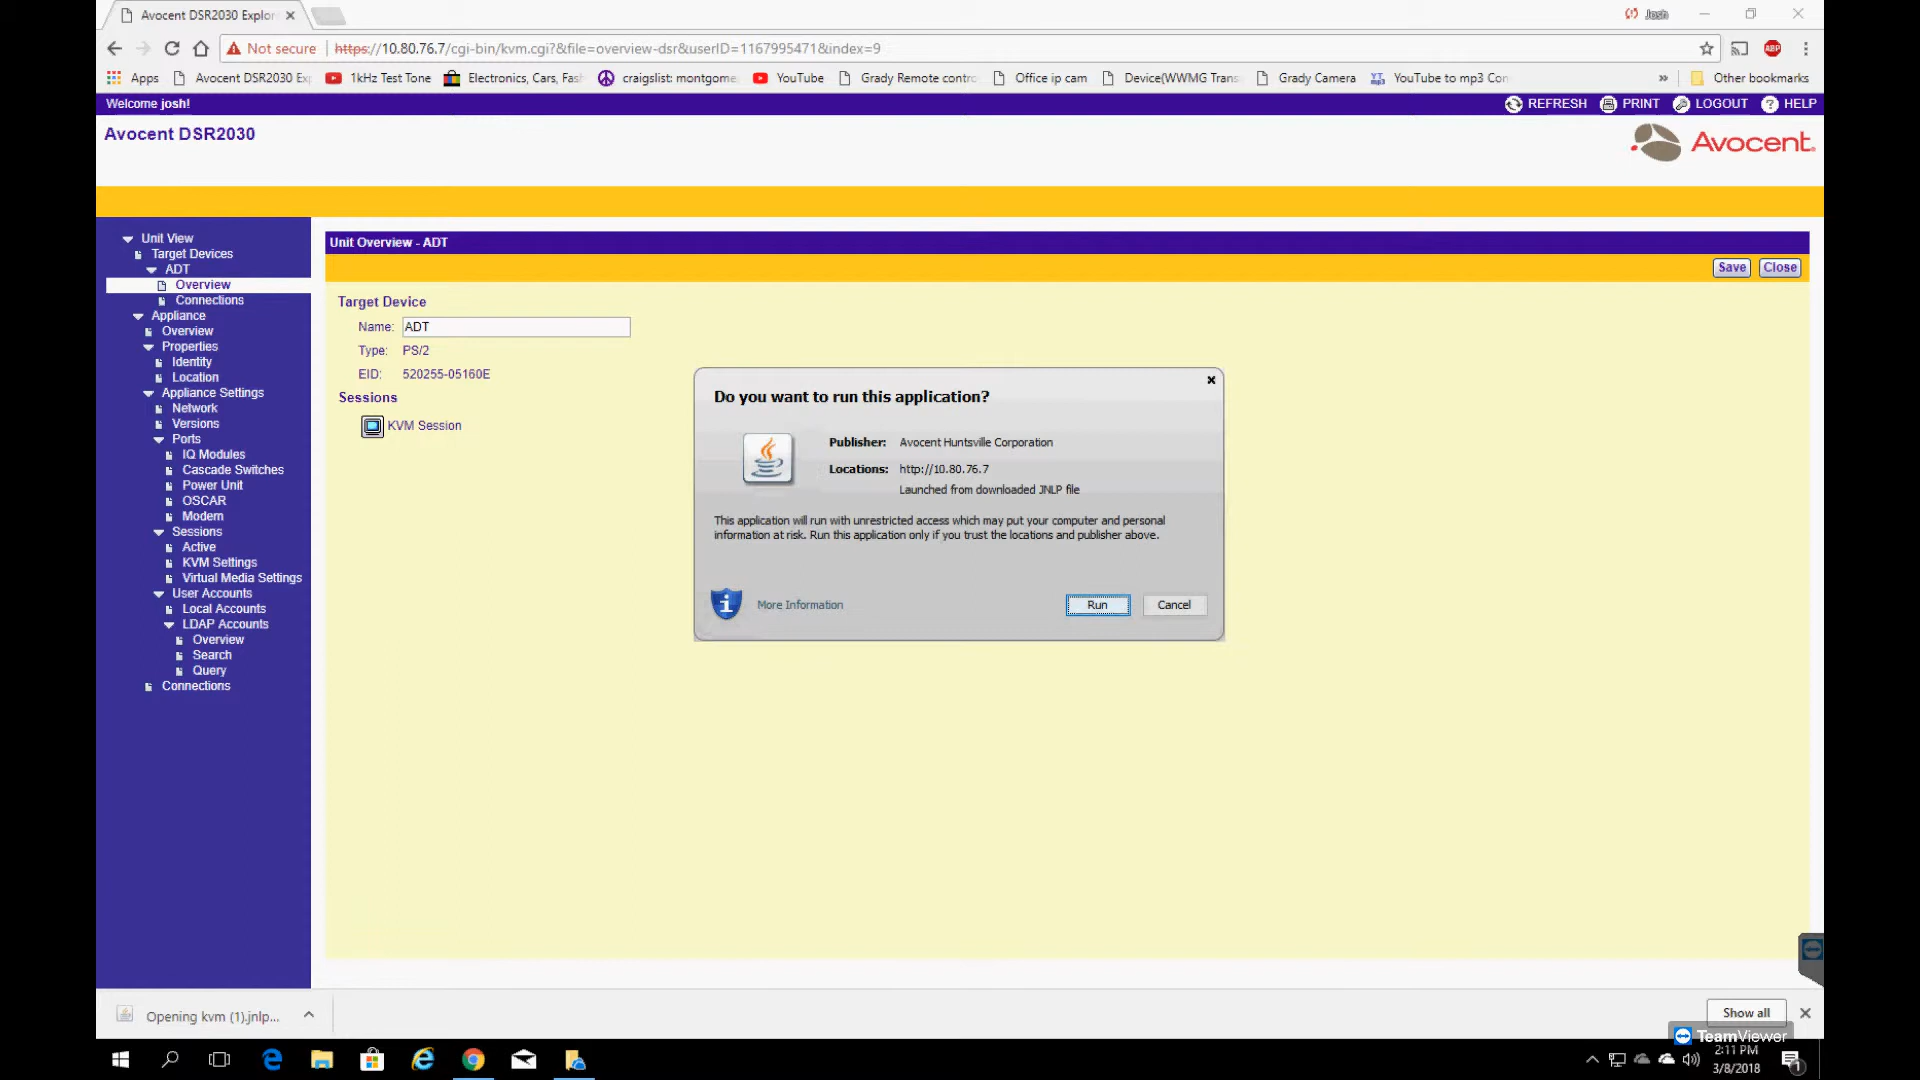 Avocent DSR2030 Explor
Josh
Not secure
https://10.80.76.7/cgi-bin/kvm.cgi?&file=overview-dsr&userID=1167995471&index=9
ABP
Apps
Avocent DSR2030 Exp
1kHz Test Tone
Electronics, Cars, Fash
craigslist: montgome
YouTube
Grady Remote contro
Office ip cam
Device(WWMG Trans
Grady Camera
YouTube to mp3 Con
»
Other bookmarks
Welcome josh!
REFRESH
PRINT
LOGOUT
HELP
Avocent DSR2030
Avocent.
Unit View
Target Devices
ADT
Overview
Connections
Appliance
Overview
Properties
Identity
Location
Appliance Settings
Network
Versions
Ports
IQ Modules
Cascade Switches
Power Unit
OSCAR
Modem
Sessions
Active
KVM Settings
Virtual Media Settings
User Accounts
Local Accounts
LDAP Accounts
Overview
Search
Query
Connections
Unit Overview - ADT
Save
Close
Target Device
Name: ADT
Type: PS/2
EID: 520255-05160E
Sessions
KVM Session
Do you want to run this application?
Publisher: Avocent Huntsville Corporation
Locations: http://10.80.76.7
Launched from downloaded JNLP file
This application will run with unrestricted access which may put your computer and personal
information at risk. Run this application only if you trust the locations and publisher above.
More Information
Run
Cancel
Opening kvm (1).jnlp...
Show all
TeamViewer
2:11 PM
3/8/2018
1